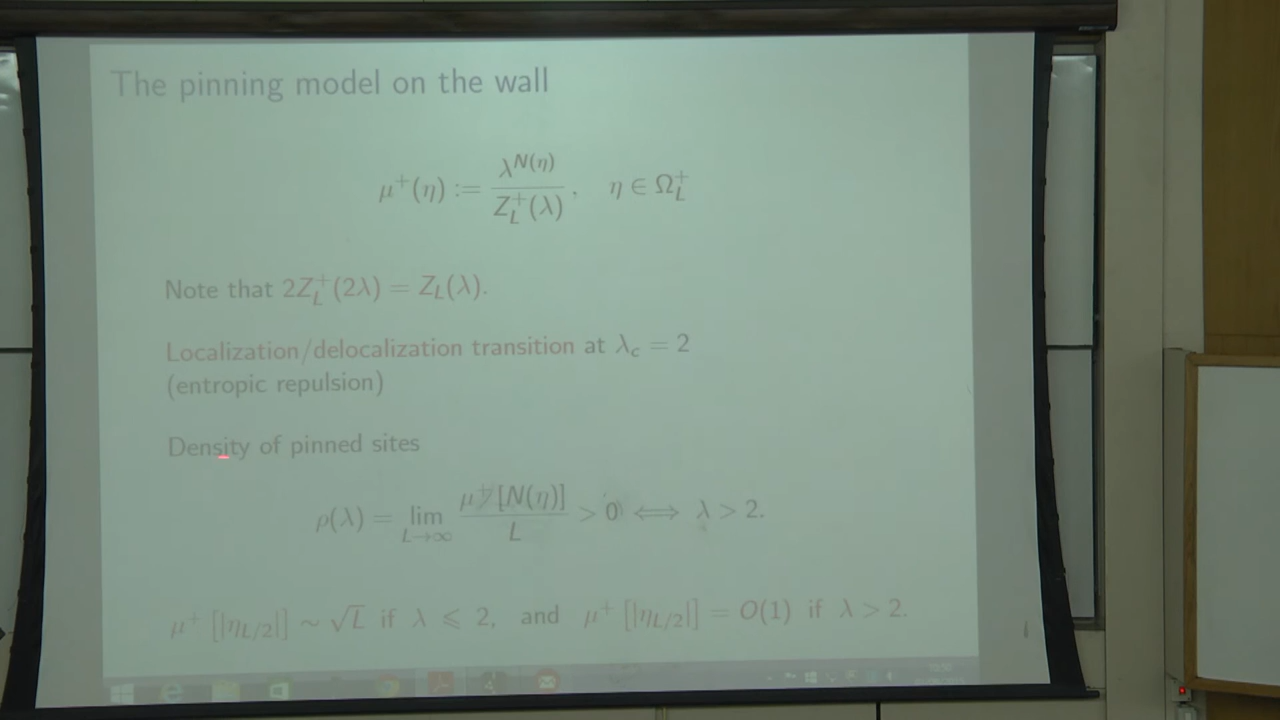 The pinning model on the wall
μ⁺(η) := λ^{N(η)} / Z_L^+(λ) , η ∈ Ω_L^+
Note that 2Z_L^+(2λ) = Z_L(λ).
Localization/delocalization transition at λ_c = 2
(entropic repulsion)
Density of pinned sites
ρ(λ) = lim_{L→∞} μ⁺[N(η)] / L > 0 ⟺ λ > 2.
μ⁺ [|η_{L/2}|] ∼ √L if λ ⩽ 2, and μ⁺ [|η_{L/2}|] = O(1) if λ > 2.